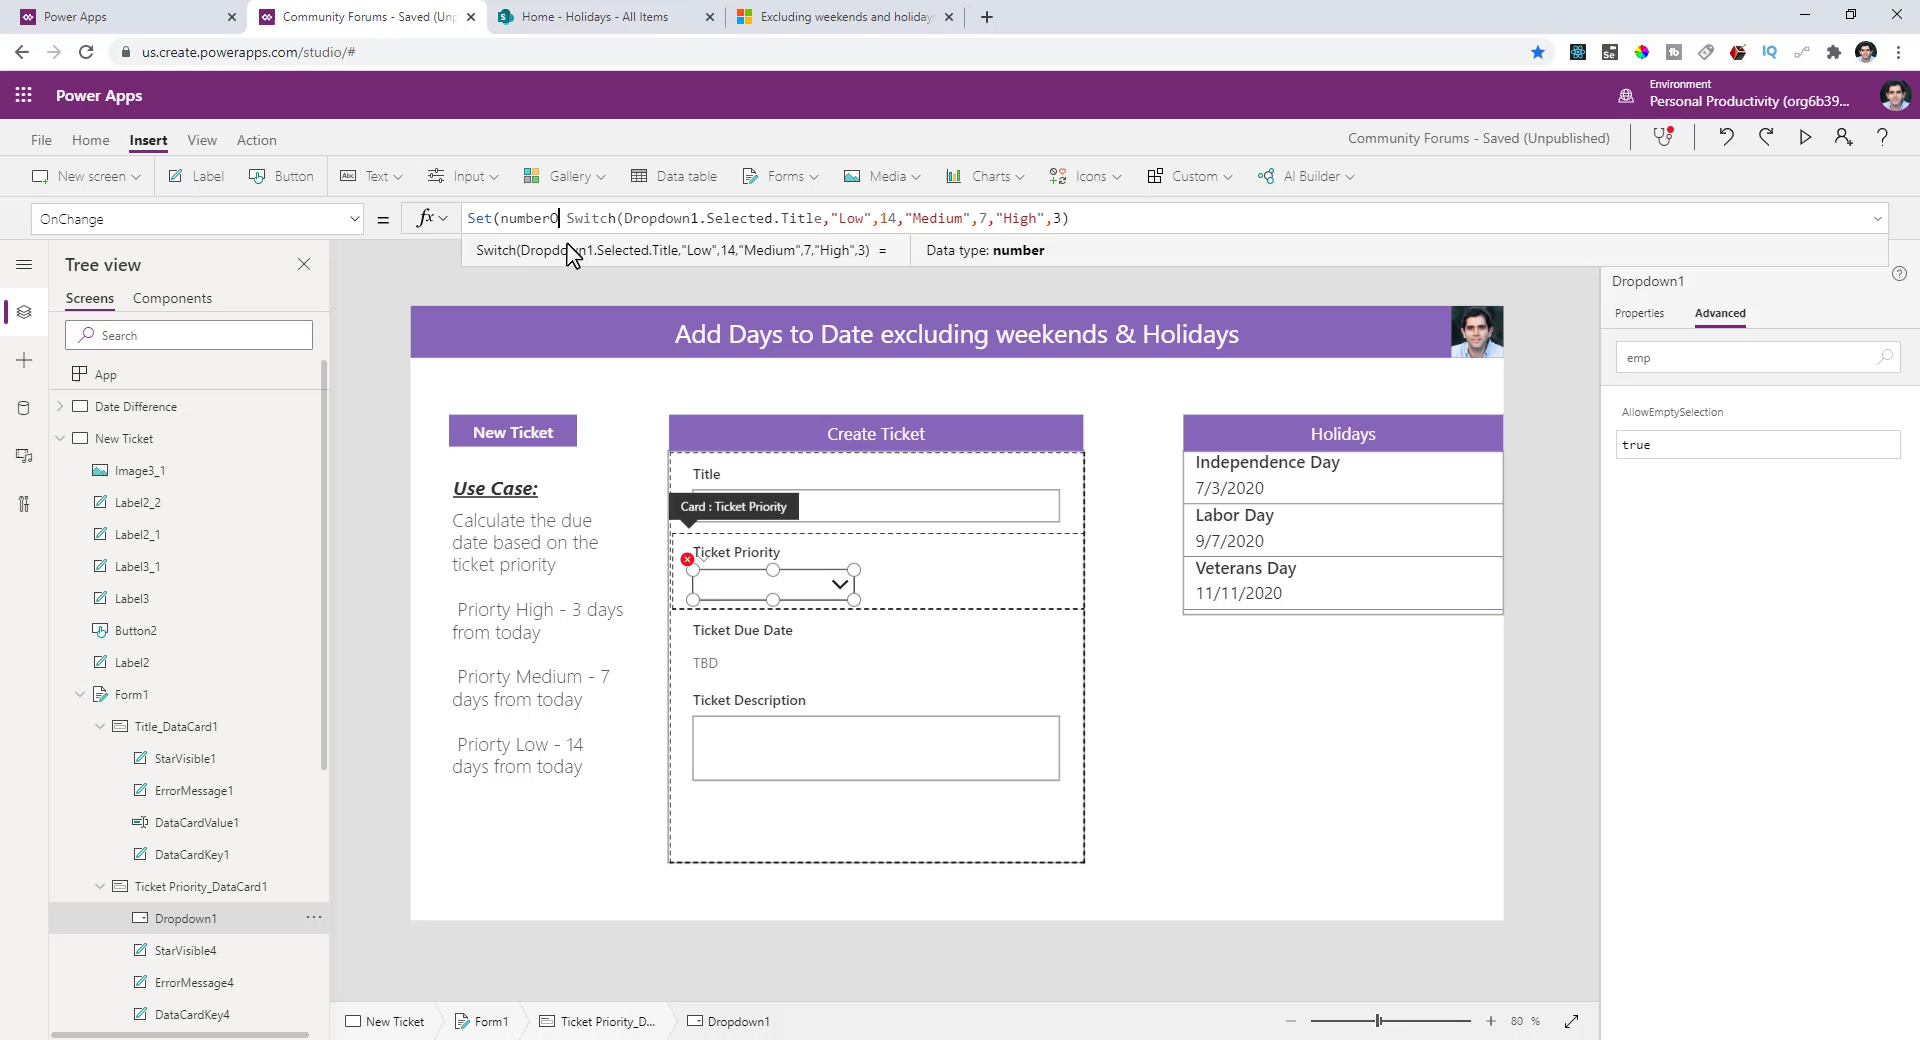 Power Apps
Community Forums - Saved (Unp
Home - Holidays - All Items
Excluding weekends and holiday
us.create.powerapps.com/studio/#
Power Apps
Environment
Personal Productivity (org6b39...
File Home Insert View Action
Community Forums - Saved (Unpublished)
New screen Label Button Text Input Gallery Data table Forms Media Charts Icons Custom AI Builder
OnChange = fx Set(numberO Switch(Dropdown1.Selected.Title,"Low",14,"Medium",7,"High",3)
Switch(Dropdown1.Selected.Title,"Low",14,"Medium",7,"High",3) = Data type: number
Tree view
Screens Components
Search
App
Date Difference
New Ticket
Image3_1
Label2_2
Label2_1
Label3_1
Label3
Button2
Label2
Form1
Title_DataCard1
StarVisible1
ErrorMessage1
DataCardValue1
DataCardKey1
Ticket Priority_DataCard1
Dropdown1
StarVisible4
ErrorMessage4
DataCardKey4
Add Days to Date excluding weekends & Holidays
New Ticket
Use Case:
Calculate the due
date based on the
ticket priority
Priorty High - 3 days
from today
Priorty Medium - 7
days from today
Priorty Low - 14
days from today
Create Ticket
Title
Card : Ticket Priority
Ticket Priority
Ticket Due Date
TBD
Ticket Description
Holidays
Independence Day
7/3/2020
Labor Day
9/7/2020
Veterans Day
11/11/2020
Dropdown1
Properties Advanced
emp
AllowEmptySelection
true
New Ticket Form1 Ticket Priority_D... Dropdown1
80 %